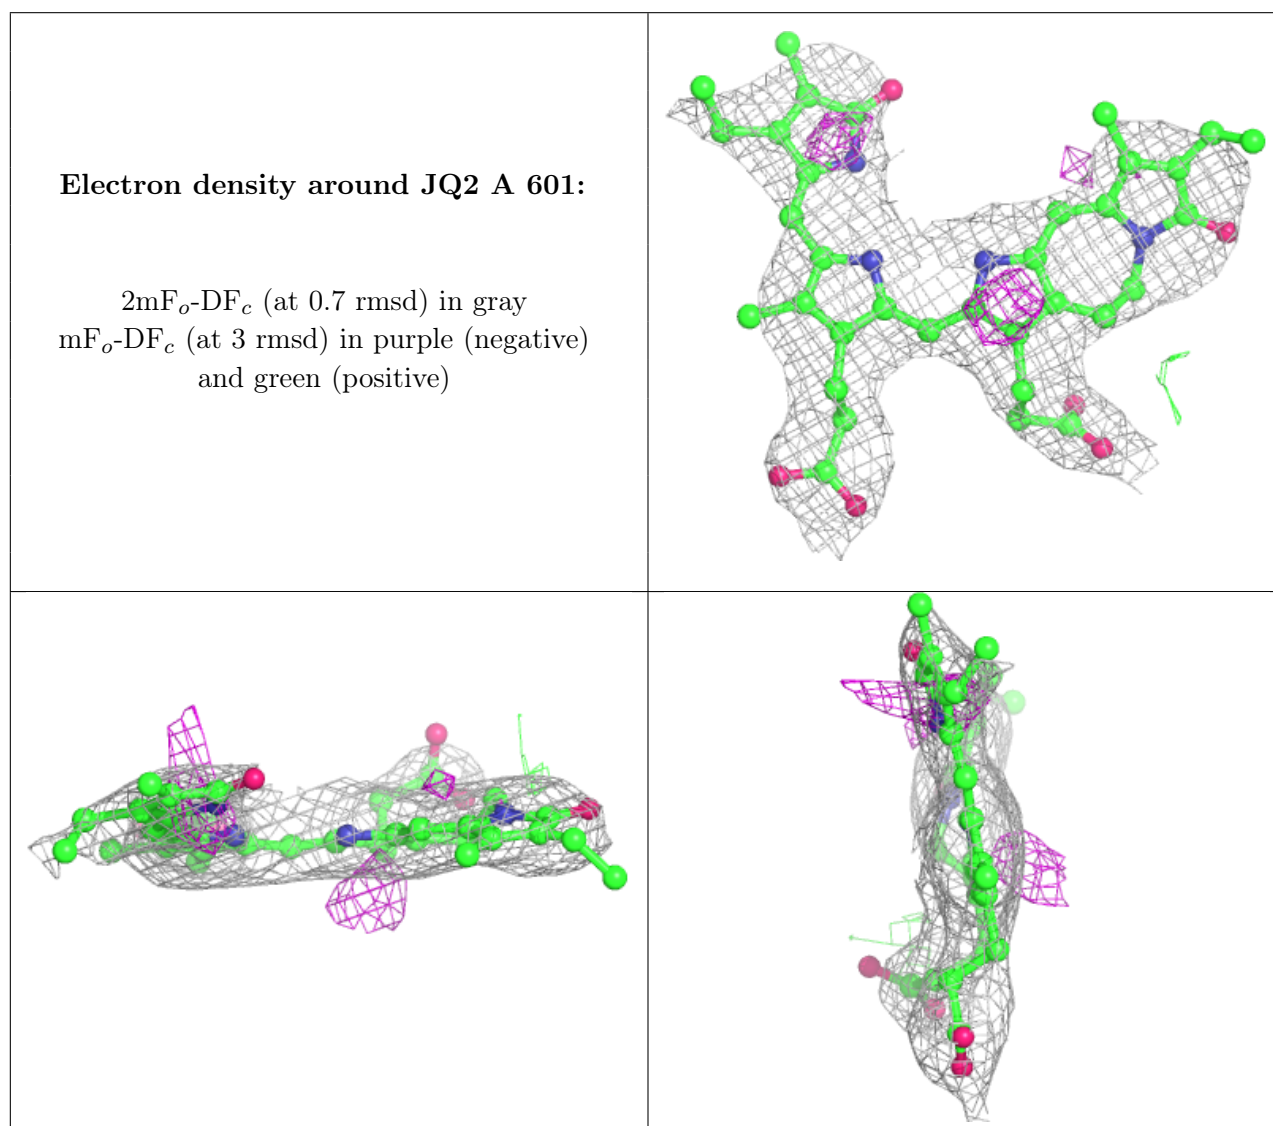 Electron density around JQ2 A 601:
2mFo-DFc (at 0.7 rmsd) in gray
mFo-DFc (at 3 rmsd) in purple (negative)
and green (positive)